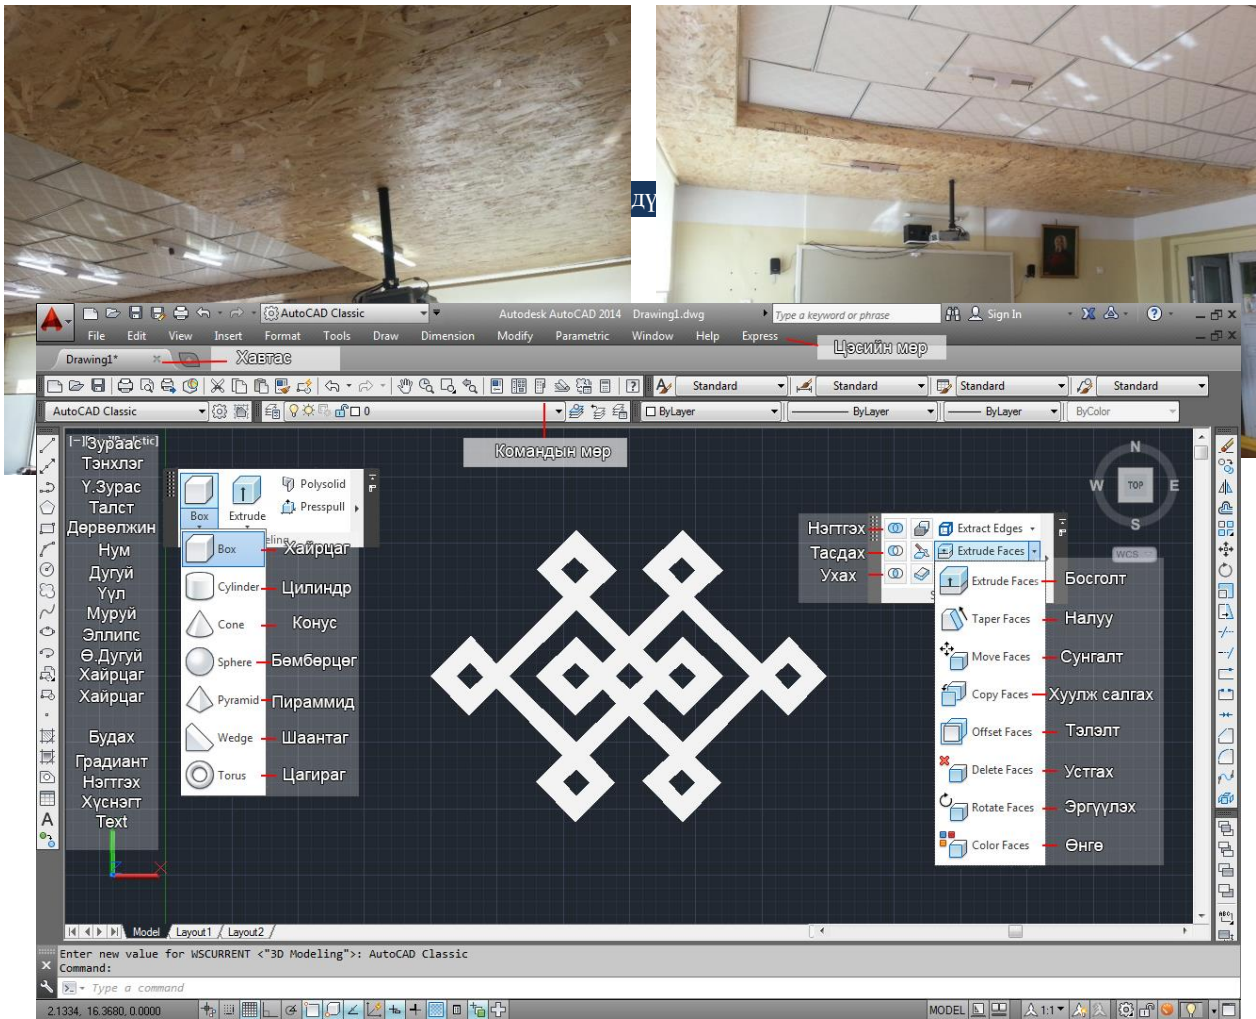 ДҮ
AutoCAD Classic
Autodesk AutoCAD 2014 Drawing1.dwg
Type a keyword or phrase
Sign In
File Edit View Insert Format Tools Draw Dimension Modify Parametric Window Help Express
Цэсийн мөр
Drawing1*
Хавтас
Standard Standard Standard Standard
AutoCAD Classic
0
ByLayer ByLayer ByLayer ByColor
Командын мөр
Зураас
Тэнхлэг
Ү.Зурас
Талст
Дөрвөлжин
Нум
Дугуй
Үүл
Муруй
Эллипс
Ө.Дугуй
Хайрцаг
Хайрцаг
Будах
Градиант
Нэгтгэх
Хүснэгт
Text
Box Extrude
Polysolid
Presspull
Box Хайрцаг
Cylinder Цилиндр
Cone Конус
Sphere Бөмбөрцөг
Pyramid Пираммид
Wedge Шаантаг
Torus Цагираг
N
W TOP E
S
WCS
Нэгтгэх Extract Edges
Тасдах Extrude Faces
Ухах
Extrude Faces Босголт
Taper Faces Налуу
Move Faces Сунгалт
Copy Faces Хуулж салгах
Offset Faces Тэлэлт
Delete Faces Устгах
Rotate Faces Эргүүлэх
Color Faces Өнгө
Model Layout1 Layout2
Enter new value for WSCURRENT <"3D Modeling">: AutoCAD Classic
Command:
Type a command
2.1334, 16.3680, 0.0000
MODEL 1:1